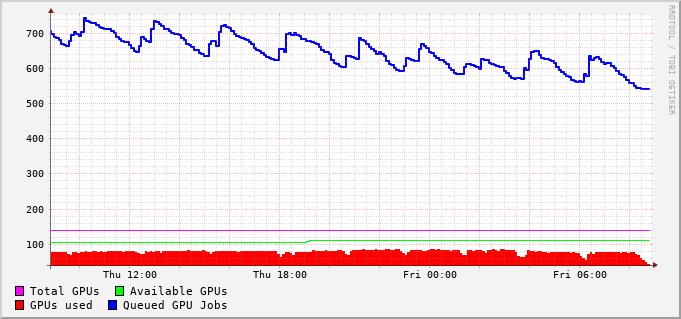 700
600
500
400
300
200
100
Thu 12:00 Thu 18:00 Fri 00:00 Fri 06:00
Total GPUs Available GPUs
GPUs used Queued GPU Jobs
RRDTOOL / TOBI OETIKER